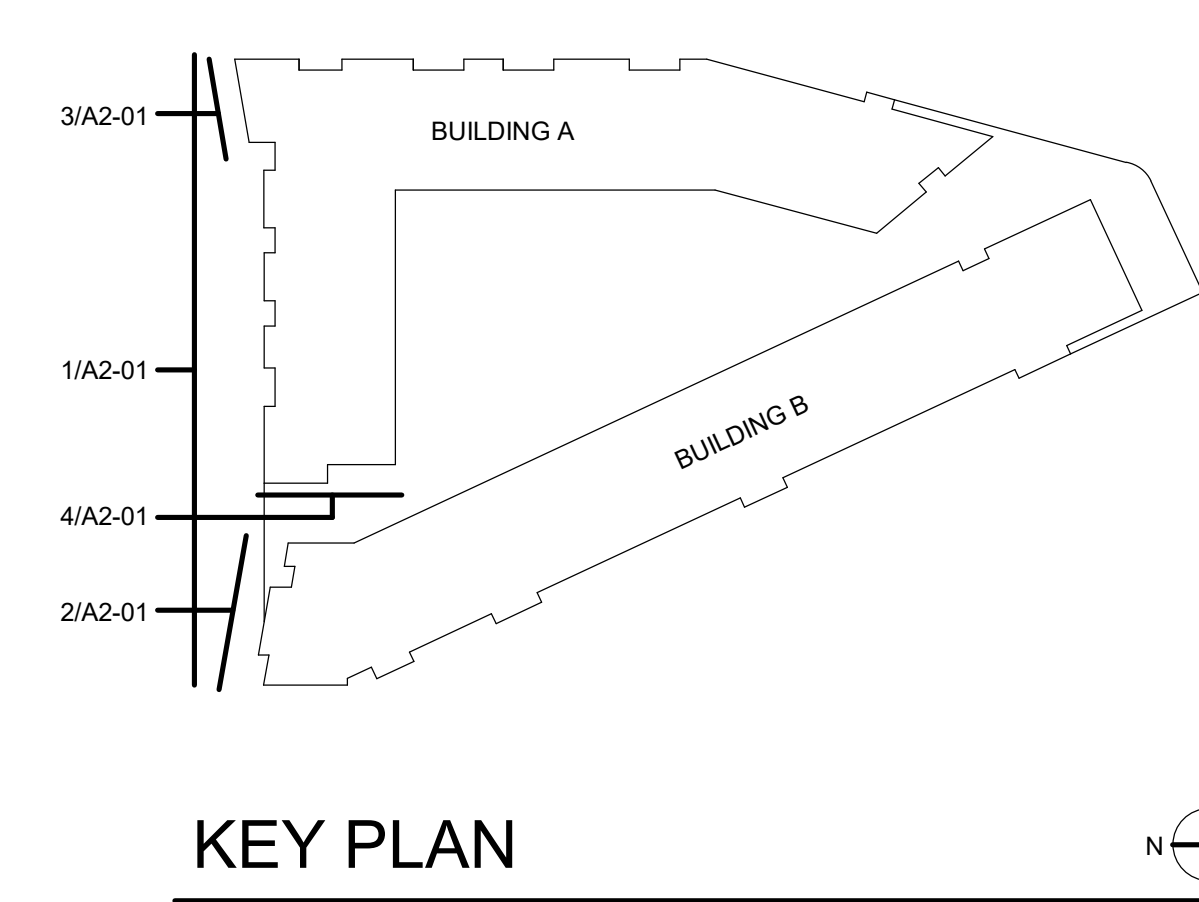 3/A2-01
BUILDING A
1/A2-01
BUILDING B
4/A2-01
2/A2-01
KEY PLAN
N